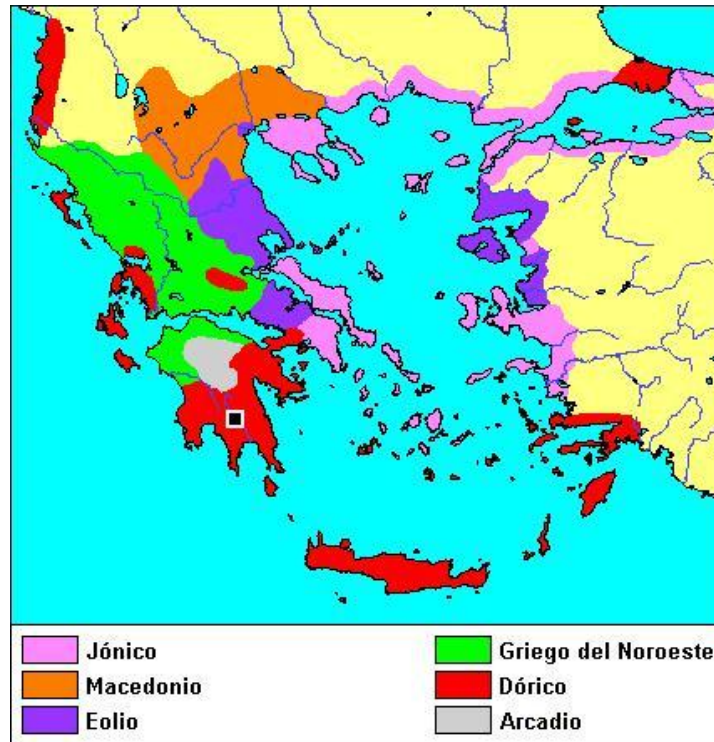 Jónico
Griego del Noroeste
Macedonio
Dórico
Eolio
Arcadio